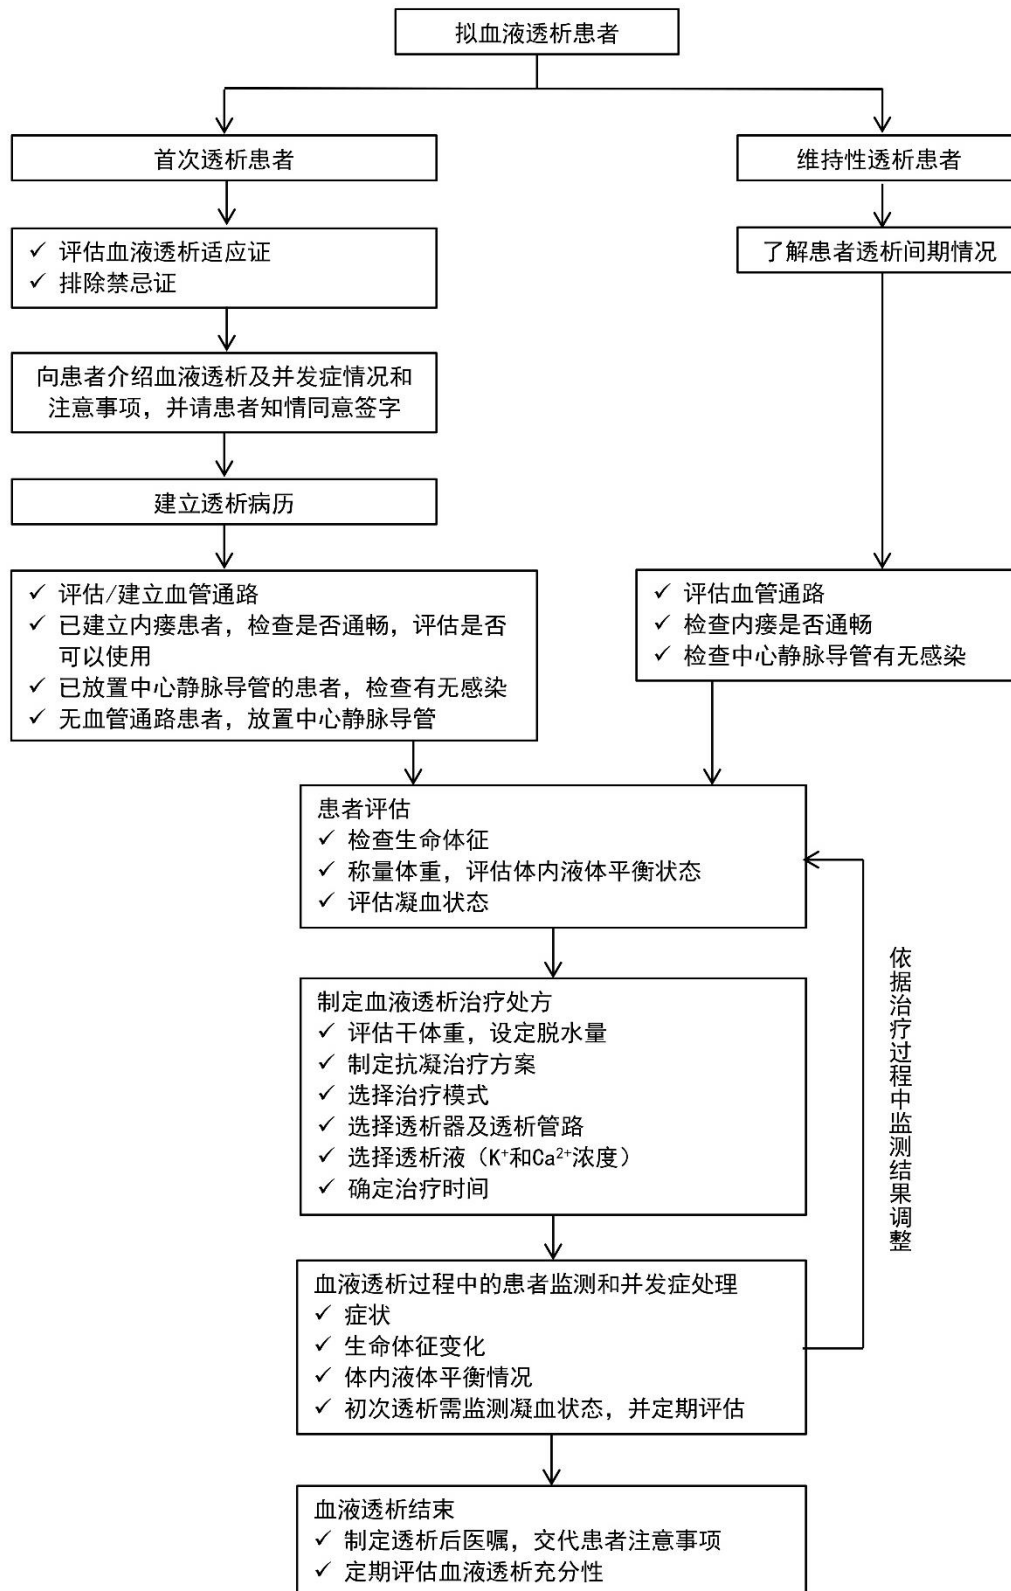 拟血液透析患者
首次透析患者
维持性透析患者
✓ 评估血液透析适应证
✓ 排除禁忌证
了解患者透析间期情况
向患者介绍血液透析及并发症情况和
注意事项，并请患者知情同意签字
建立透析病历
✓ 评估/建立血管通路
✓ 已建立内瘘患者，检查是否通畅，评估是否
可以使用
✓ 已放置中心静脉导管的患者，检查有无感染
✓ 无血管通路患者，放置中心静脉导管
✓ 评估血管通路
✓ 检查内瘘是否通畅
✓ 检查中心静脉导管有无感染
患者评估
✓ 检查生命体征
✓ 称量体重，评估体内液体平衡状态
✓ 评估凝血状态
制定血液透析治疗处方
✓ 评估干体重，设定脱水量
✓ 制定抗凝治疗方案
✓ 选择治疗模式
✓ 选择透析器及透析管路
✓ 选择透析液（K⁺和Ca²⁺浓度）
✓ 确定治疗时间
依据治疗过程中监测结果调整
血液透析过程中的患者监测和并发症处理
✓ 症状
✓ 生命体征变化
✓ 体内液体平衡情况
✓ 初次透析需监测凝血状态，并定期评估
血液透析结束
✓ 制定透析后医嘱，交代患者注意事项
✓ 定期评估血液透析充分性